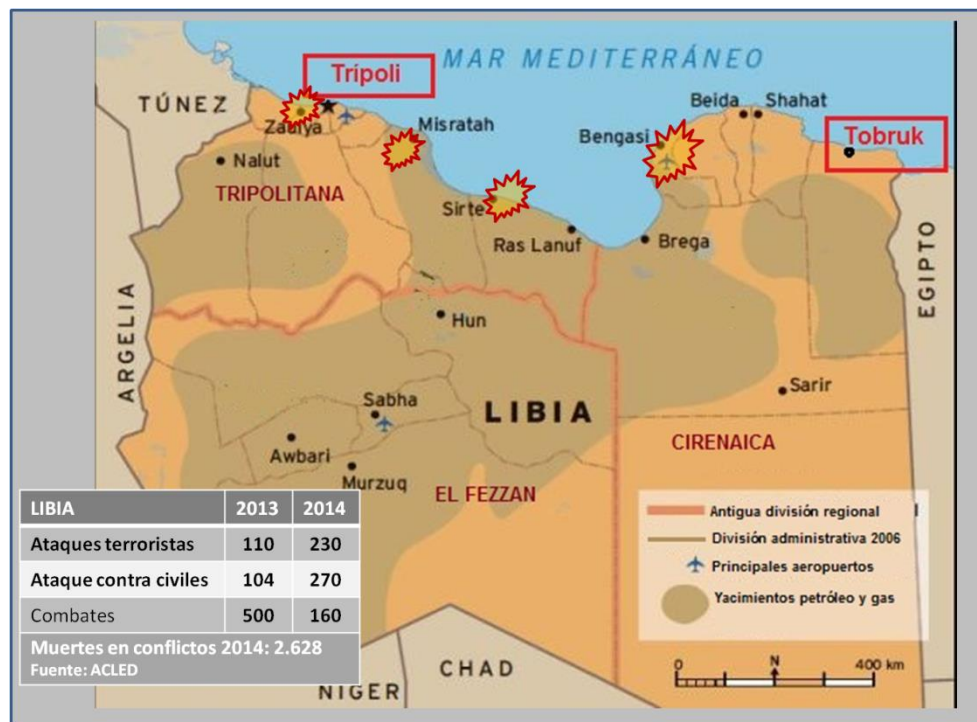 MAR MEDITERRÁNEO
Trípoli
TÚNEZ
Zauiya
Misratah
Beida
Shahat
Bengasi
Tobruk
Nalut
TRIPOLITANA
Sirte
Ras Lanuf
Brega
EGIPTO
ARGELIA
Hun
Sarir
Sabha
LIBIA
Awbari
CIRENAICA
Murzuq
EL FEZZAN
LIBIA 2013 2014
Ataques terroristas 110 230
Ataque contra civiles 104 270
Combates 500 160
Muertes en conflictos 2014: 2.628
Fuente: ACLED
Antigua división regional
División administrativa 2006
Principales aeropuertos
Yacimientos petróleo y gas
N
0 400 km
CHAD
NÍGER